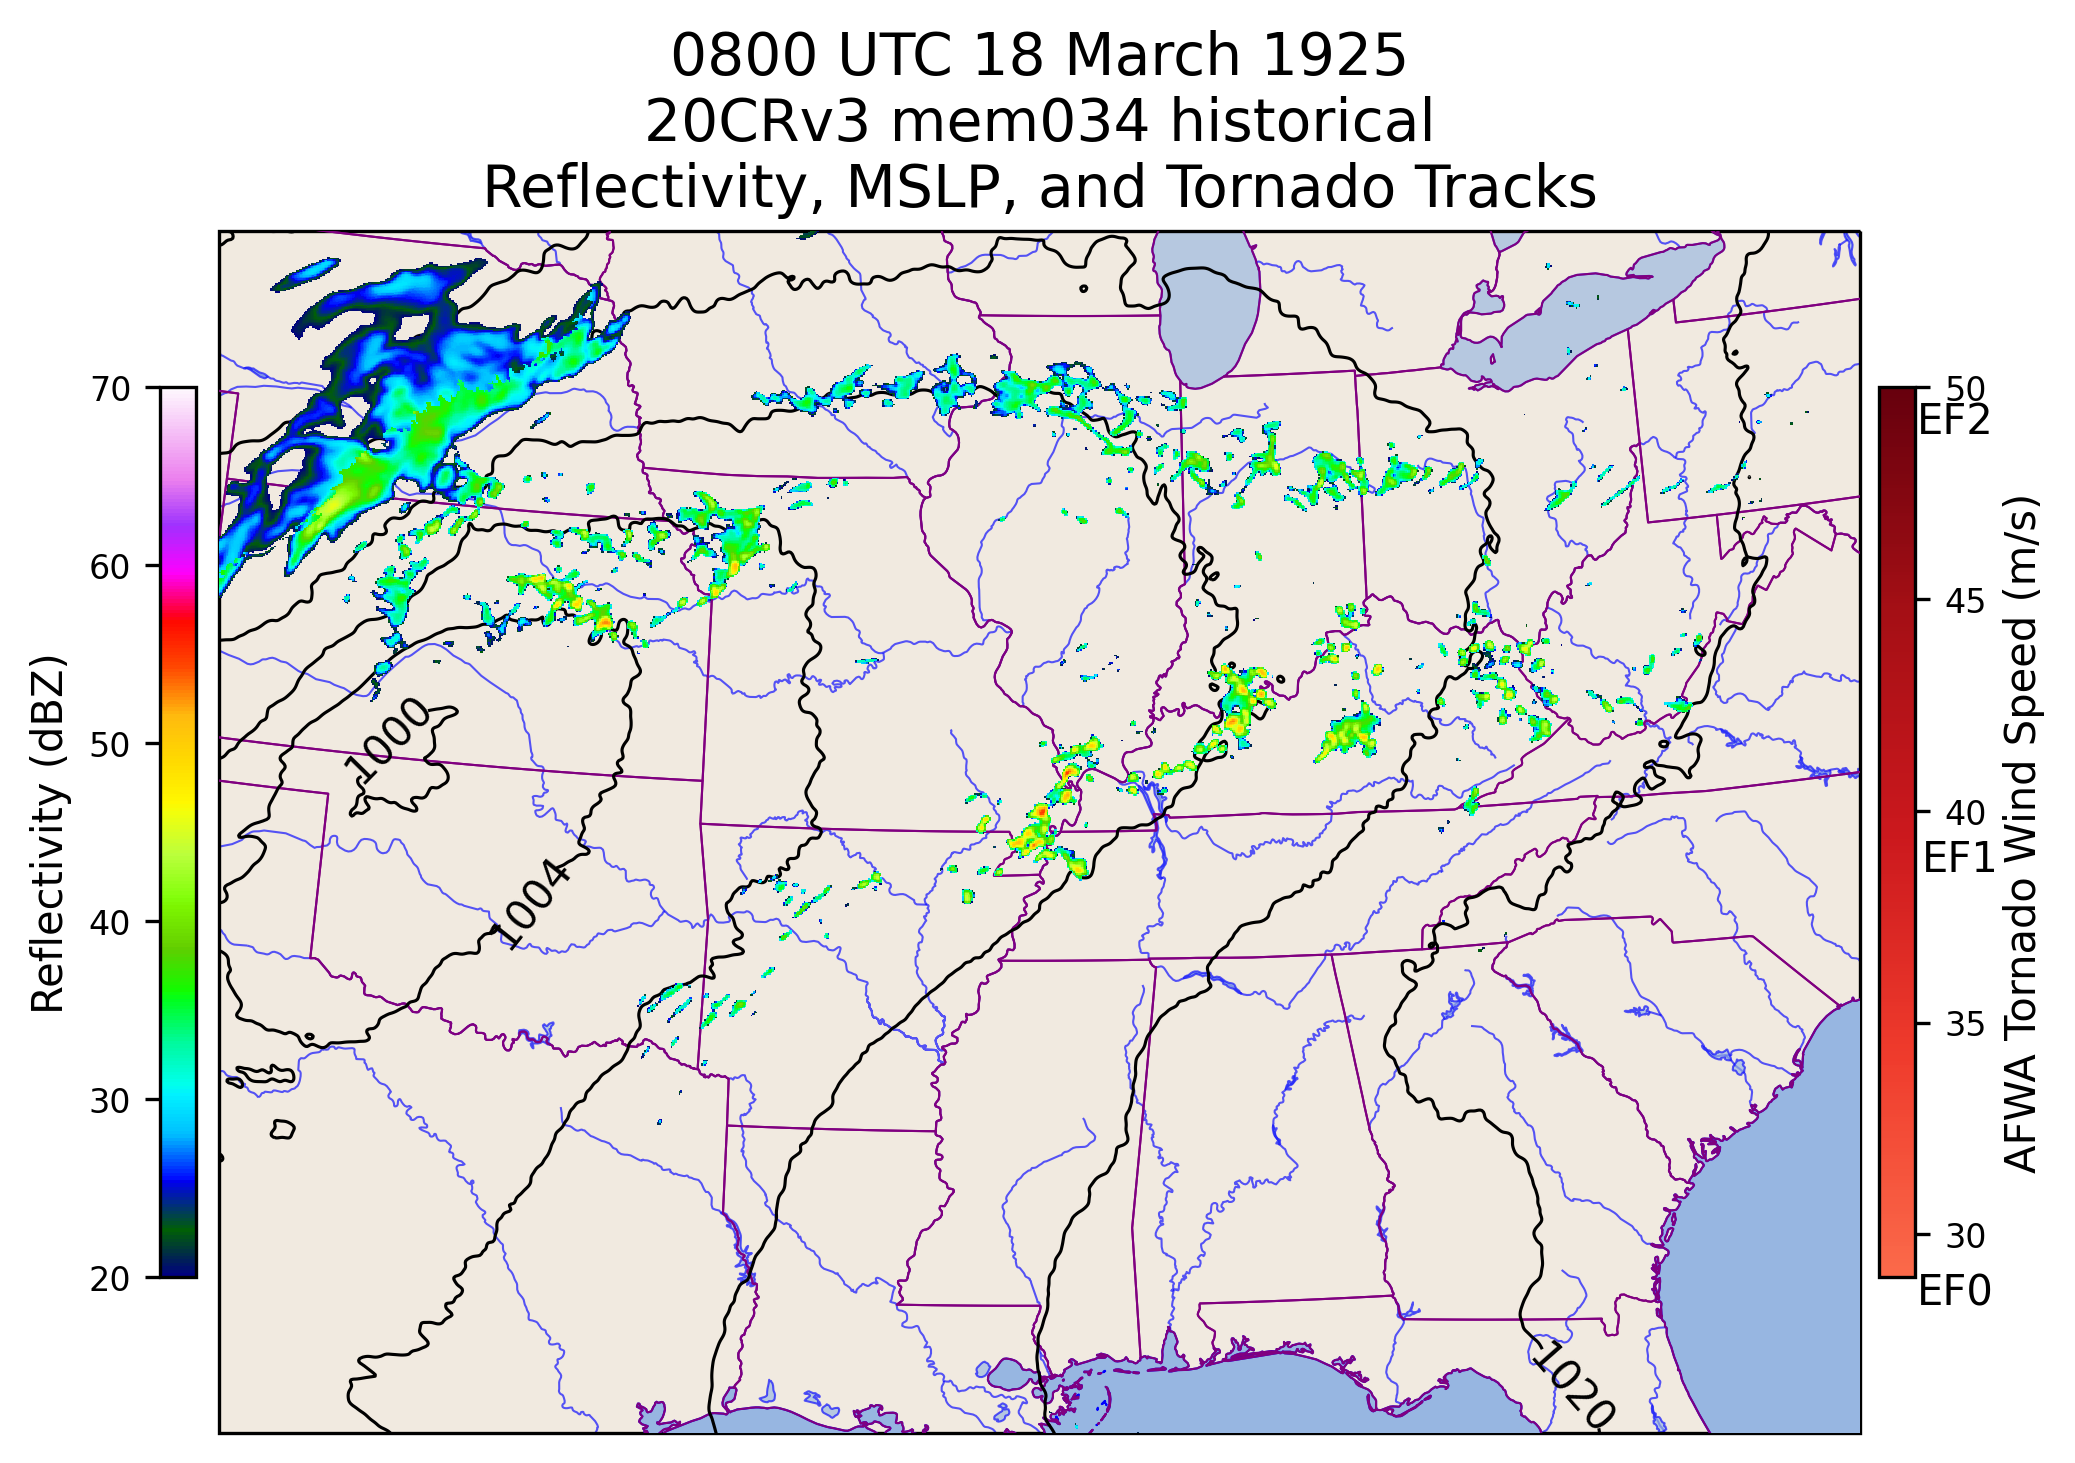 0800 UTC 18 March 1925
20CRv3 mem034 historical
Reflectivity, MSLP, and Tornado Tracks
Reflectivity (dBZ)
70
60
50
40
30
20
1000
1004
1020
50
EF2
45
40
EF1
35
30
EF0
AFWA Tornado Wind Speed (m/s)